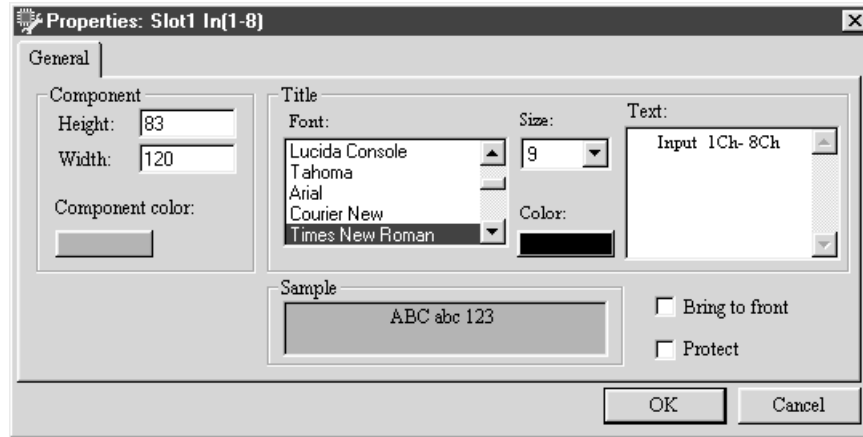 Properties: Slot1 In(1-8)
General
Component
Height: 83
Width: 120
Component color:
Title
Font:
Lucida Console
Tahoma
Arial
Courier New
Times New Roman
Size:
9
Color:
Text:
Input 1Ch- 8Ch
Sample
ABC abc 123
Bring to front
Protect
OK
Cancel